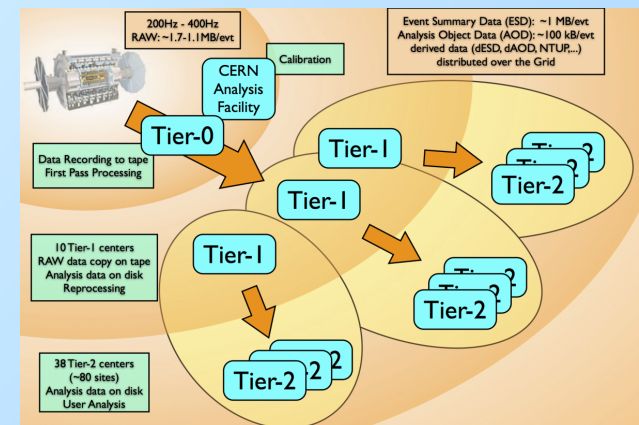 200Hz - 400Hz
RAW: ~1.7-1.1MB/evt
Event Summary Data (ESD): ~1 MB/evt
Analysis Object Data (AOD): ~100 kB/evt
derived data (dESD, dAOD, NTUP,...)
distributed over the Grid
CERN
Analysis
Facility
Calibration
Tier-0
Data Recording to tape
First Pass Processing
Tier-1
Tier-2
Tier-2
Tier-1
10 Tier-1 centers
RAW data copy on tape
Analysis data on disk
Reprocessing
Tier-1
Tier-2
Tier-2
38 Tier-2 centers
(~80 sites)
Analysis data on disk
User Analysis
Tier-2